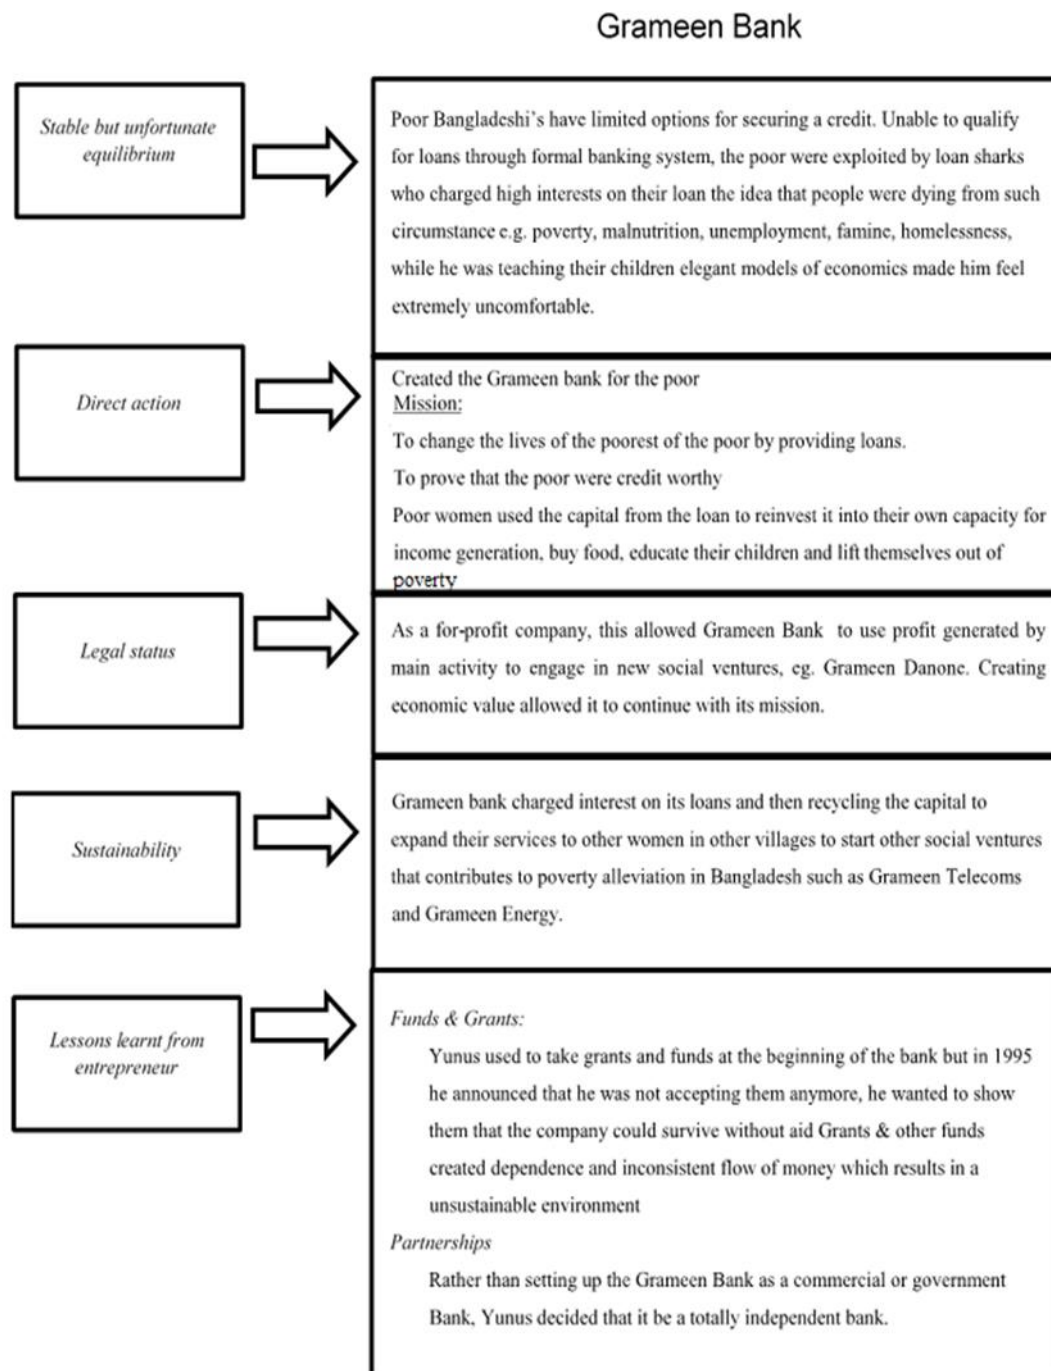 Grameen Bank
Stable but unfortunate
equilibrium
Poor Bangladeshi's have limited options for securing a credit. Unable to qualify
for loans through formal banking system, the poor were exploited by loan sharks
who charged high interests on their loan the idea that people were dying from such
circumstance e.g. poverty, malnutrition, unemployment, famine, homelessness,
while he was teaching their children elegant models of economics made him feel
extremely uncomfortable.
Direct action
Created the Grameen bank for the poor
Mission:
To change the lives of the poorest of the poor by providing loans.
To prove that the poor were credit worthy
Poor women used the capital from the loan to reinvest it into their own capacity for
income generation, buy food, educate their children and lift themselves out of
poverty
Legal status
As a for-profit company, this allowed Grameen Bank to use profit generated by
main activity to engage in new social ventures, eg. Grameen Danone. Creating
economic value allowed it to continue with its mission.
Sustainability
Grameen bank charged interest on its loans and then recycling the capital to
expand their services to other women in other villages to start other social ventures
that contributes to poverty alleviation in Bangladesh such as Grameen Telecoms
and Grameen Energy.
Lessons learnt from
entrepreneur
Funds & Grants:
Yunus used to take grants and funds at the beginning of the bank but in 1995
he announced that he was not accepting them anymore, he wanted to show
them that the company could survive without aid Grants & other funds
created dependence and inconsistent flow of money which results in a
unsustainable environment
Partnerships
Rather than setting up the Grameen Bank as a commercial or government
Bank, Yunus decided that it be a totally independent bank.